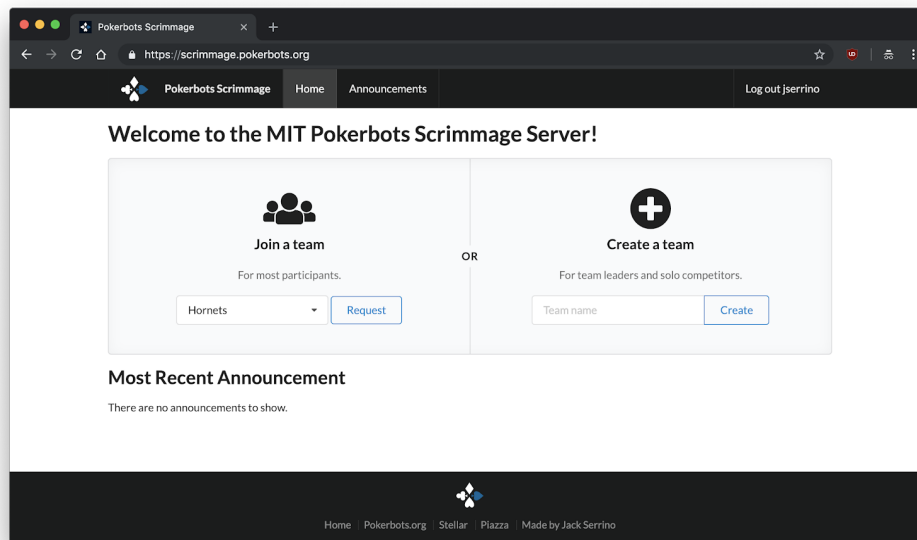 Pokerbots Scrimmage
https://scrimmage.pokerbots.org
Pokerbots Scrimmage Home Announcements Log out jserrino
Welcome to the MIT Pokerbots Scrimmage Server!
Join a team
For most participants.
Hornets Request
OR
Create a team
For team leaders and solo competitors.
Team name Create
Most Recent Announcement
There are no announcements to show.
Home Pokerbots.org Stellar Piazza Made by Jack Serrino